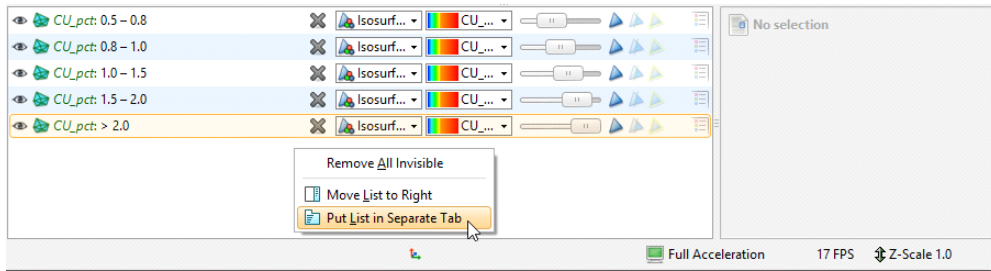 CU_pct: 0.5 – 0.8 Isosurf... CU_...
No selection
CU_pct: 0.8 – 1.0 Isosurf... CU_...
CU_pct: 1.0 – 1.5 Isosurf... CU_...
CU_pct: 1.5 – 2.0 Isosurf... CU_...
CU_pct: > 2.0 Isosurf... CU_...
Remove All Invisible
Move List to Right
Put List in Separate Tab
Full Acceleration 17 FPS Z-Scale 1.0